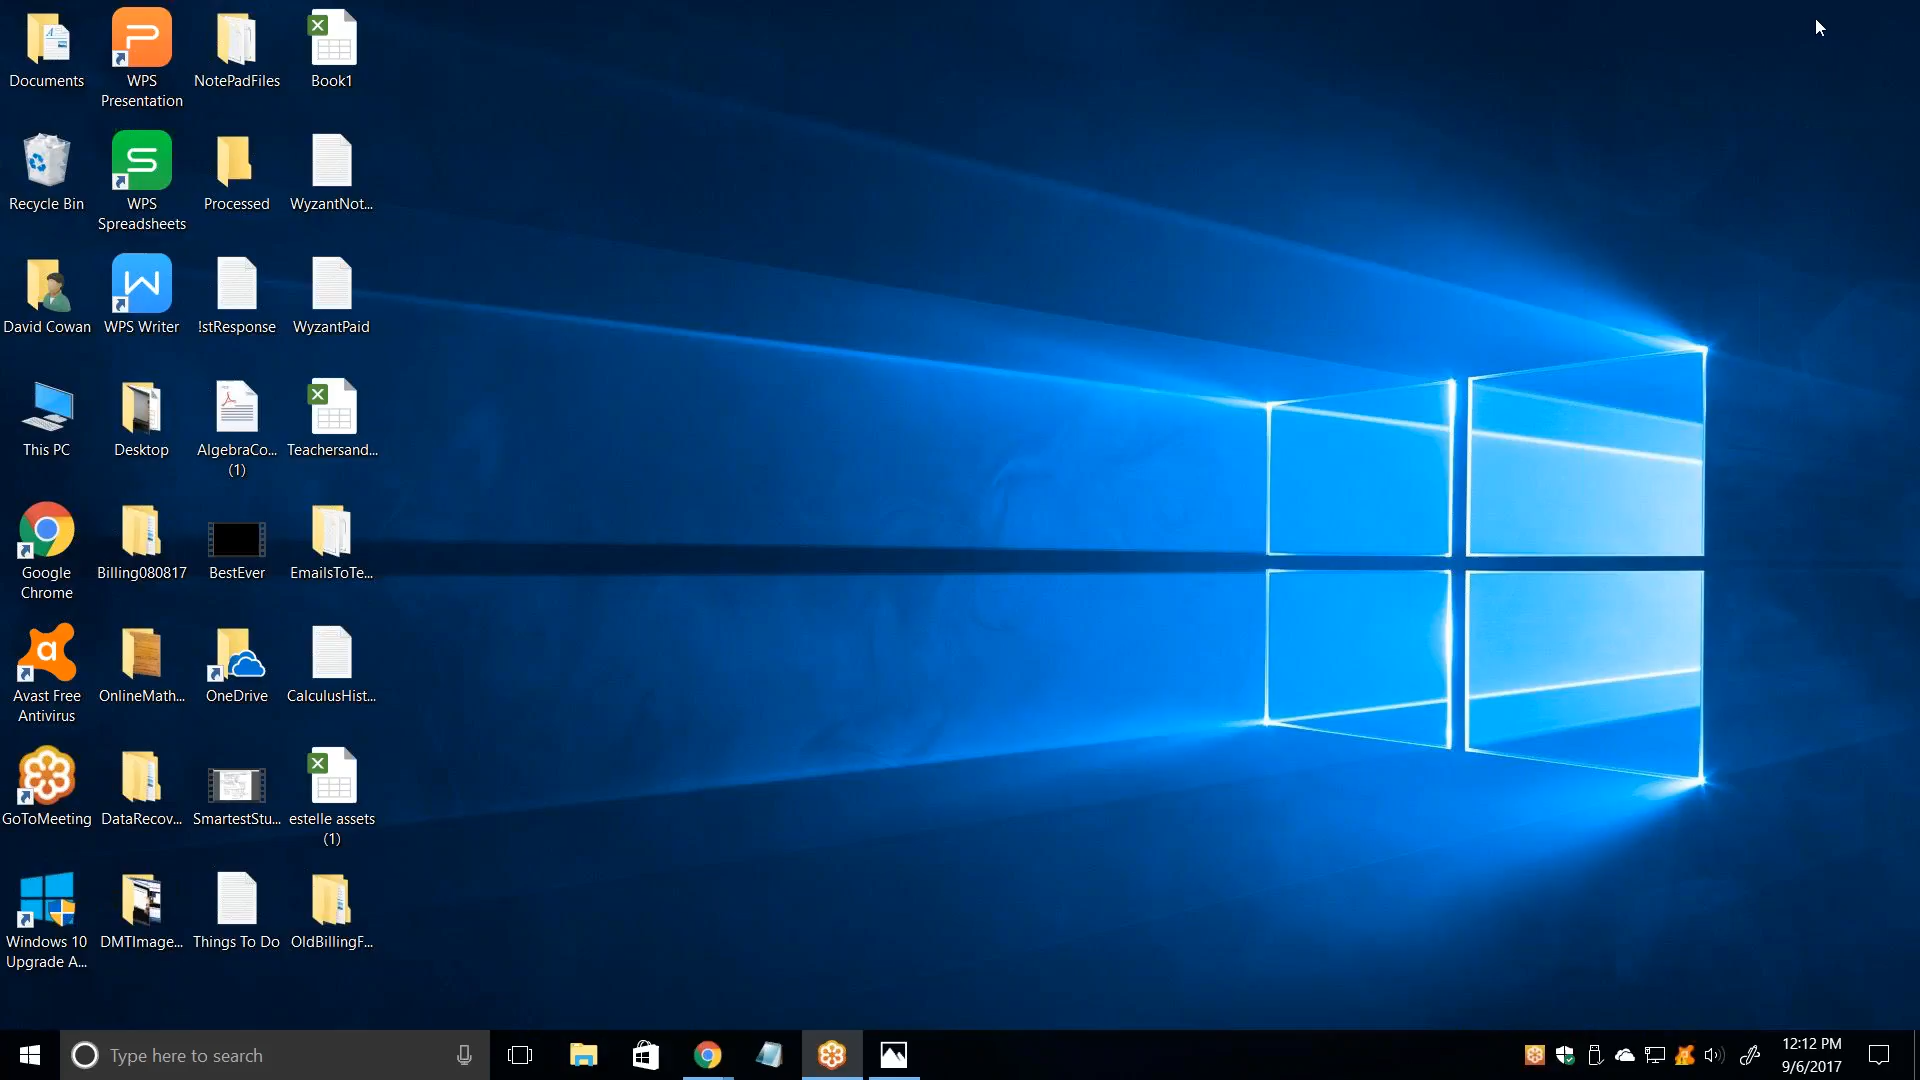 Documents
WPS
Presentation
NotePadFiles
Book1
Recycle Bin
WPS
Spreadsheets
Processed
WyzantNot...
David Cowan
WPS Writer
!stResponse
WyzantPaid
This PC
Desktop
AlgebraCo...
(1)
Teachersand...
Google
Chrome
Billing080817
BestEver
EmailsToTe...
Avast Free
Antivirus
OnlineMath...
OneDrive
CalculusHist...
GoToMeeting
DataRecov...
SmartestStu...
estelle assets
(1)
Windows 10
Upgrade A...
DMTImage...
Things To Do
OldBillingF...
Type here to search
12:12 PM
9/6/2017